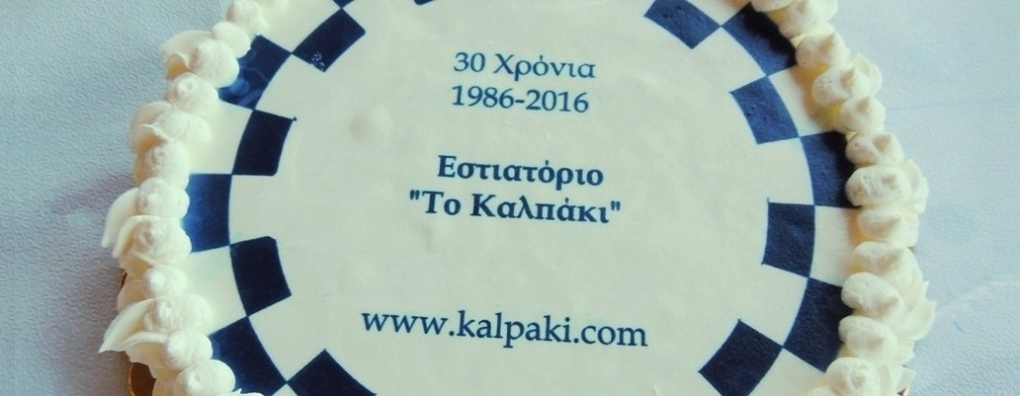 30 Χρόνια
1986-2016
Εστιατόριο
"Το Καλπάκι"
www.kalpaki.com